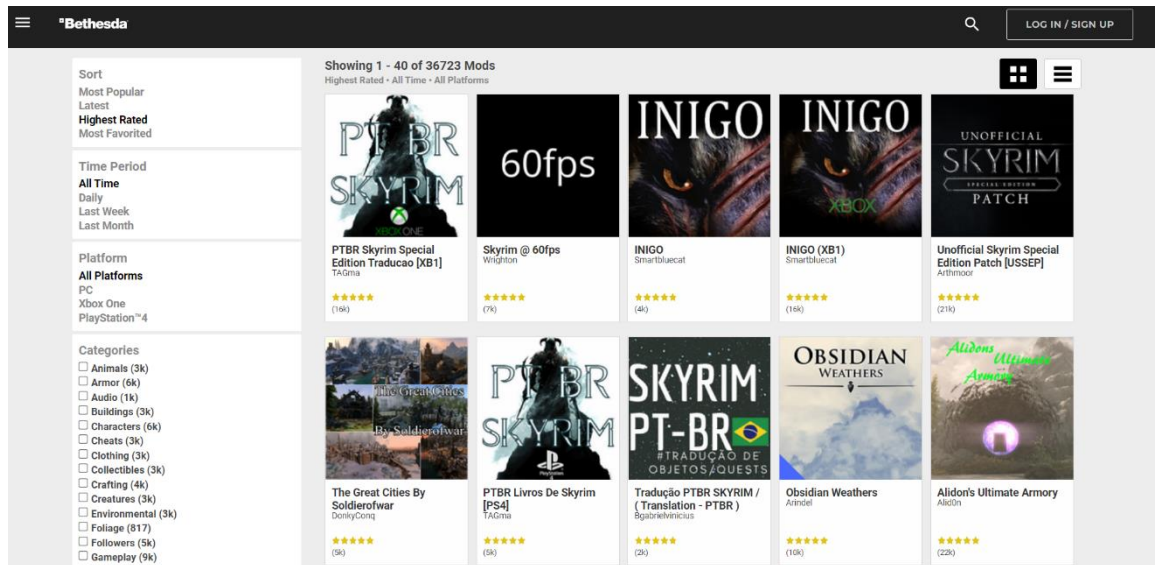 Bethesda
LOG IN / SIGN UP
Sort
Most Popular
Latest
Highest Rated
Most Favorited
Time Period
All Time
Daily
Last Week
Last Month
Platform
All Platforms
PC
Xbox One
PlayStation™4
Categories
Animals (3k)
Armor (6k)
Audio (1k)
Buildings (3k)
Characters (6k)
Cheats (3k)
Clothing (3k)
Collectibles (3k)
Crafting (4k)
Creatures (3k)
Environmental (3k)
Foliage (817)
Followers (5k)
Gameplay (9k)
Showing 1 - 40 of 36723 Mods
Highest Rated • All Time • All Platforms
PT BR
SKYRIM
XBOX ONE
PTBR Skyrim Special
Edition Traducao [XB1]
TAGma
(16k)
60fps
Skyrim @ 60fps
Wrighton
(7k)
INIGO
INIGO
Smartbluecat
(4k)
INIGO
XBOX
INIGO (XB1)
Smartbluecat
(16k)
UNOFFICIAL
SKYRIM
SPECIAL EDITION
PATCH
Unofficial Skyrim Special
Edition Patch [USSEP]
Arthmoor
(21k)
The Great Cities
By Soldierofwar
The Great Cities By
Soldierofwar
DonkyConq
(5k)
PT BR
SKYRIM
PlayStation
PTBR Livros De Skyrim
[PS4]
TAGma
(5k)
SKYRIM
PT-BR
#TRADUÇÃO DE
OBJETOS/QUESTS
Tradução PTBR SKYRIM /
( Translation - PTBR )
Bgabrielvinicius
(2k)
OBSIDIAN
WEATHERS
Obsidian Weathers
Arindel
(10k)
Alidons Ultimate
Armory
Alidon's Ultimate Armory
Alid0n
(22k)